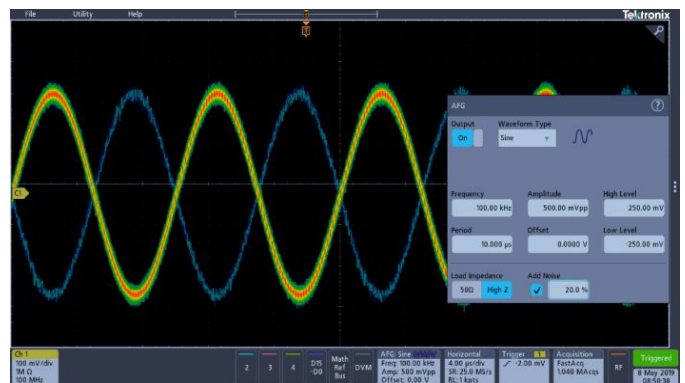 File Utility Help
Tektronix
T
C1
AFG
?
Output Waveform Type
On Sine
Frequency Amplitude High Level
100.00 kHz 500.00 mVpp 250.00 mV
Period Offset Low Level
10.000 µs 0.0000 V -250.00 mV
Load Impedance Add Noise
50Ω High Z 20.0 %
Ch 1
100 mV/div
1M Ω
100 MHz
2 3 4
D15
-D0
Math
Ref
Bus
DVM
AFG: Sine
Freq: 100.00 kHz
Amp: 500 mVpp
Offset: 0.00 V
Horizontal
4.00 µs/div
SR: 25.0 MS/s
RL: 1 kpts
Trigger 1
-2.00 mV
Acquisition
FastAcq
1.040 MAcqs
RF
Triggered
8 May 2019
08:50:38